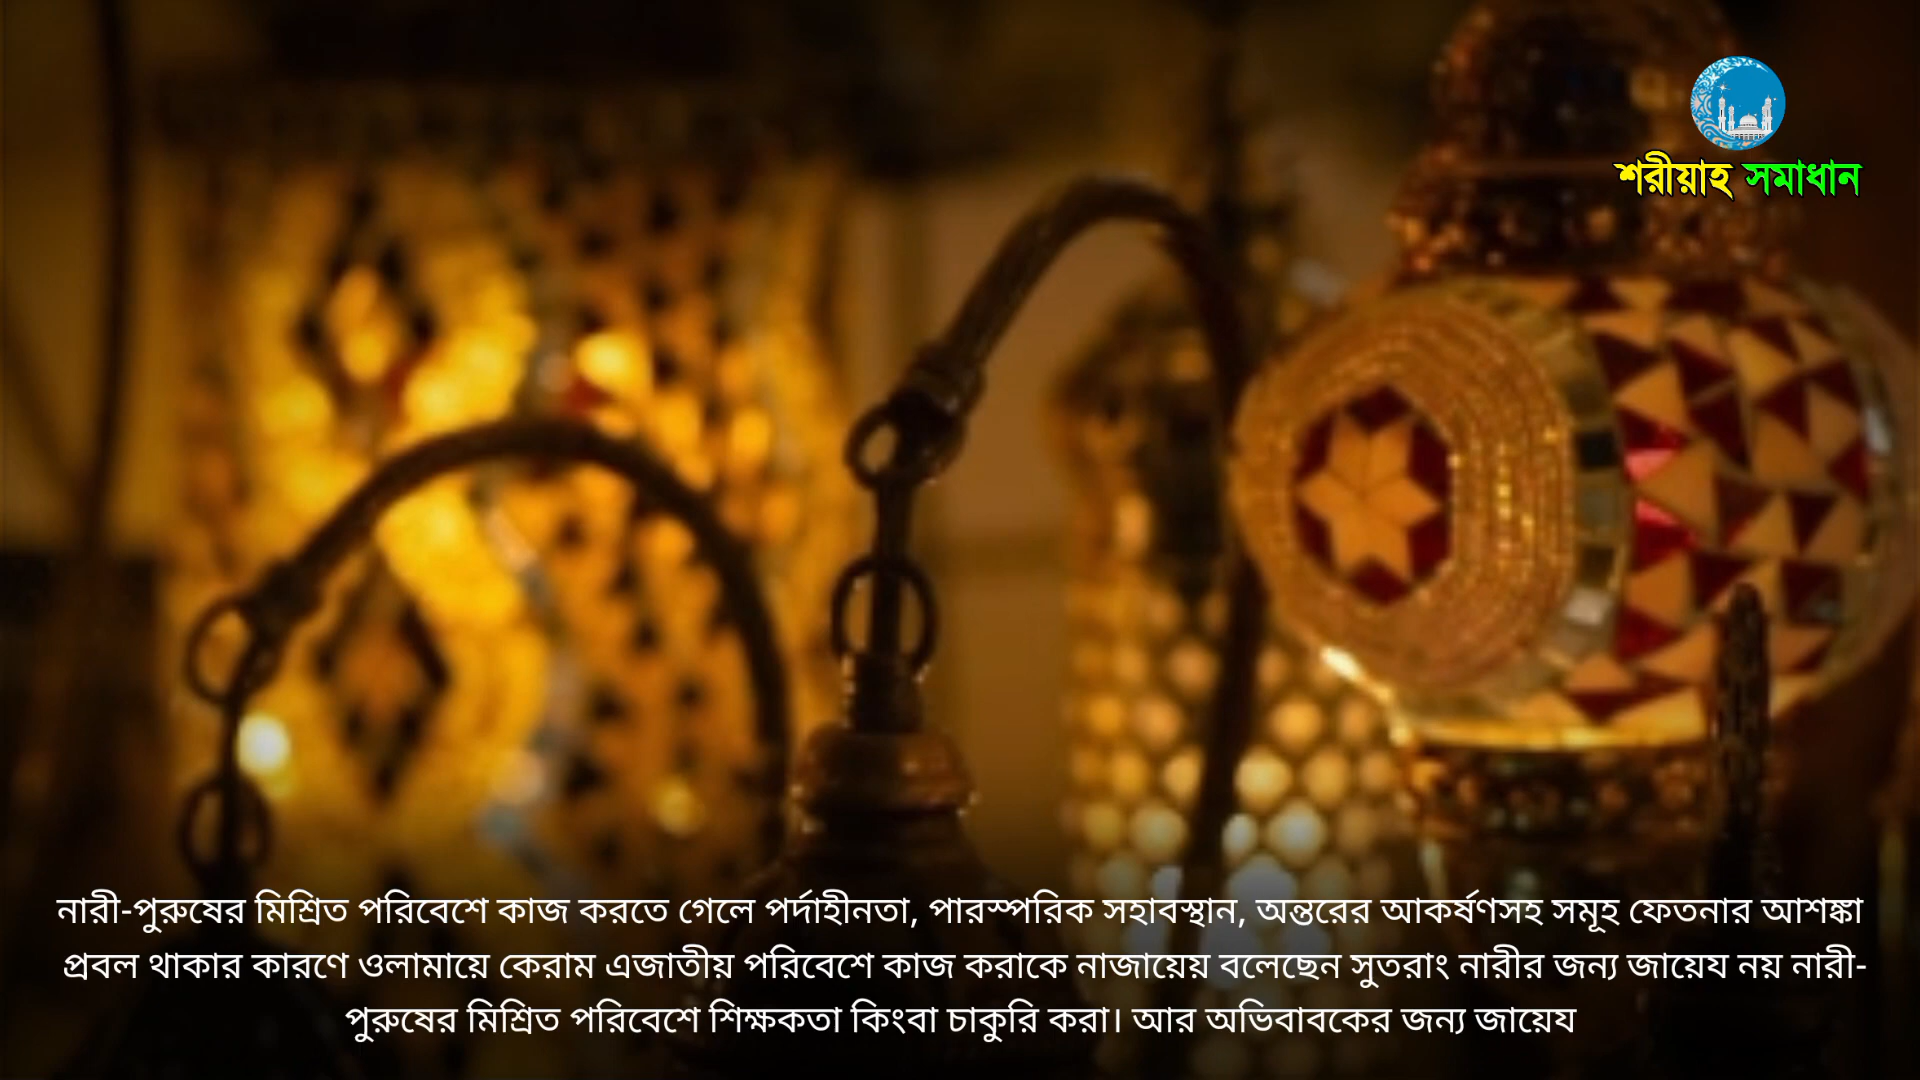 শরীয়াহ সমাধান
নারী-পুরুষের মিশ্রিত পরিবেশে কাজ করতে গেলে পর্দাহীনতা, পারস্পরিক সহাবস্থান, অন্তরের আকর্ষণসহ সমূহ ফেতনার আশঙ্কা
প্রবল থাকার কারণে ওলামায়ে কেরাম এজাতীয় পরিবেশে কাজ করাকে নাজায়েয বলেছেন সুতরাং নারীর জন্য জায়েয নয় নারী-
পুরুষের মিশ্রিত পরিবেশে শিক্ষকতা কিংবা চাকুরি করা। আর অভিবাবকের জন্য জায়েয